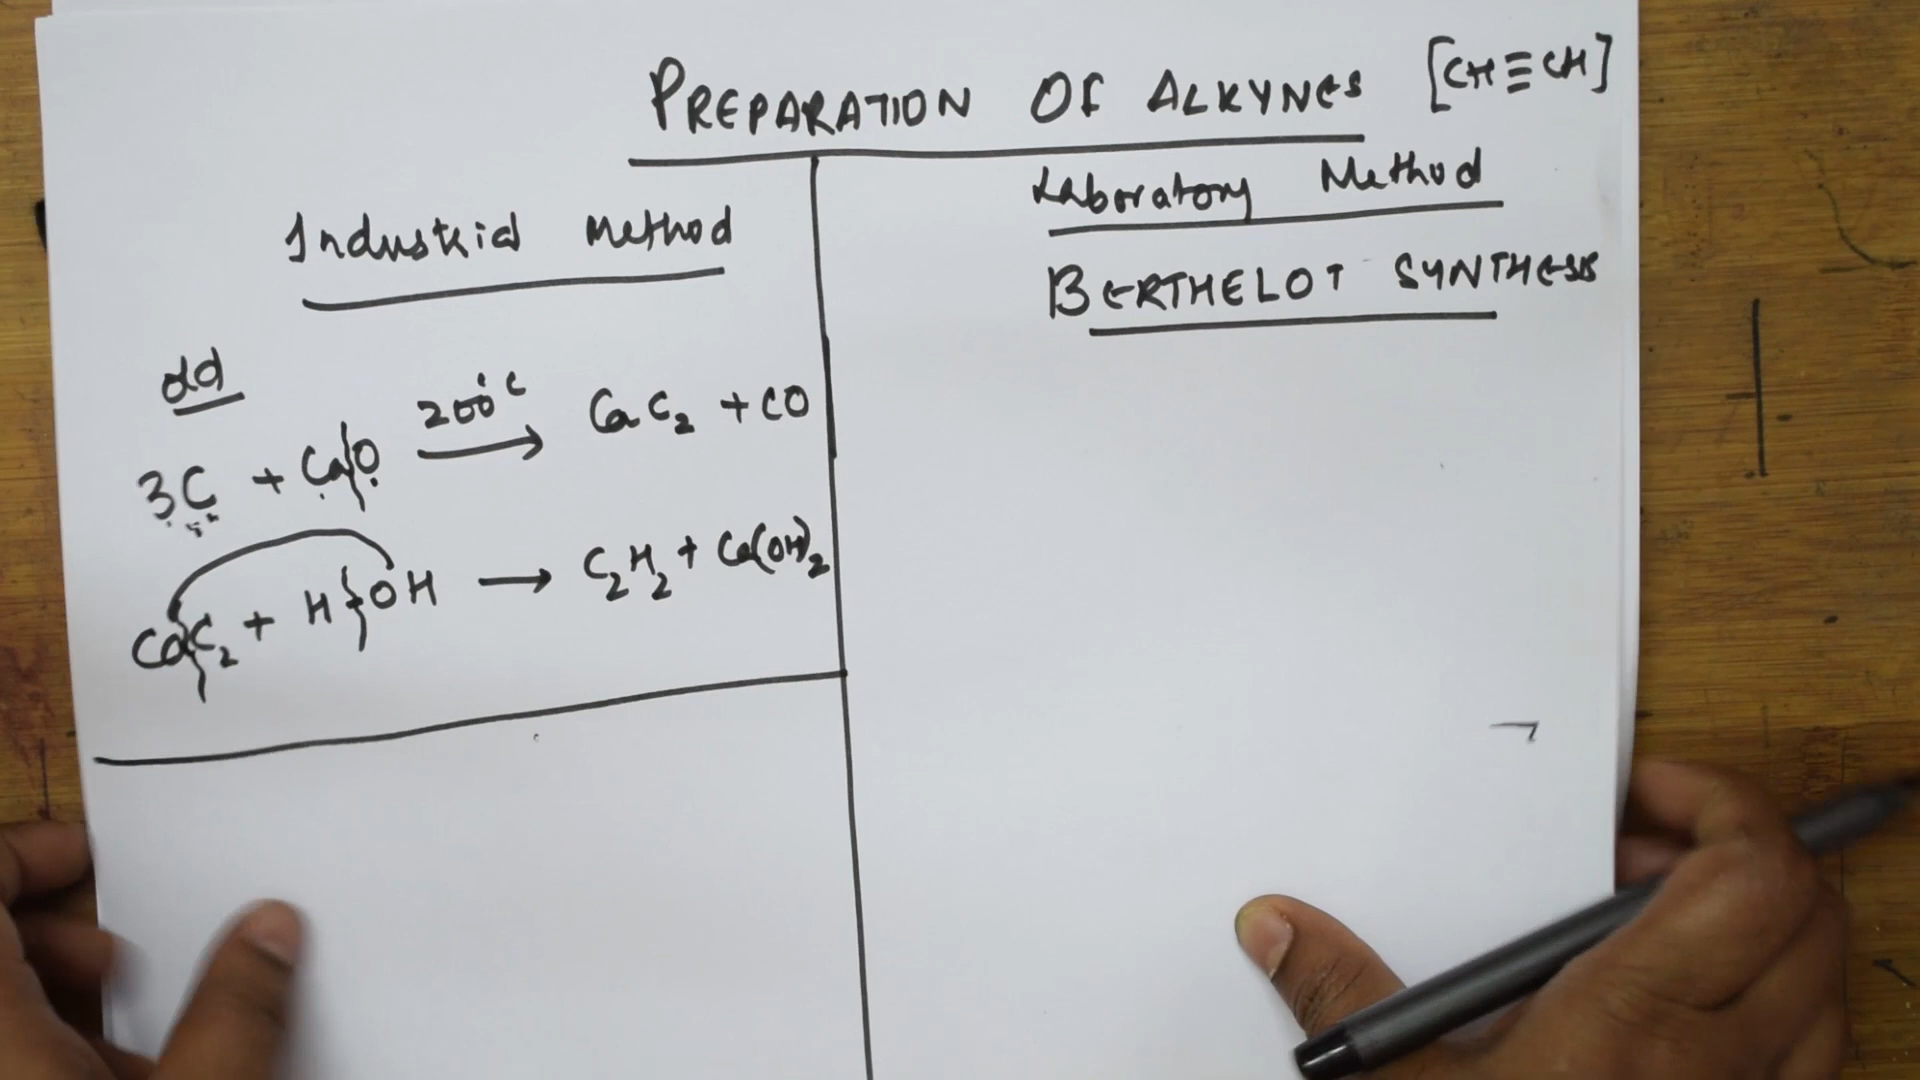 PREPARATION OF ALKYNES [CH≡CH]
Industrial Method
old
3C + CaO 200°C → CaC₂ + CO
CaC₂ + HOH → C₂H₂ + Ca(OH)₂
Laboratory Method
BERTHELOT SYNTHESIS